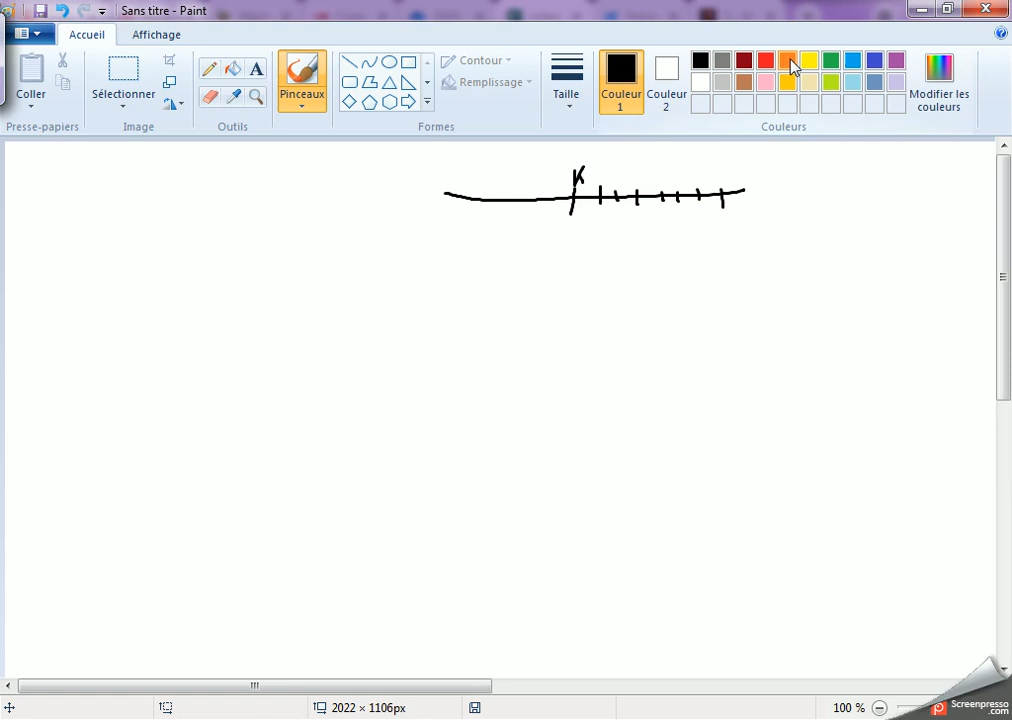 Sans titre - Paint
Accueil Affichage
Coller
Presse-papiers
Sélectionner
Image
Outils
A
Pinceaux
Contour
Remplissage
Formes
Taille
Couleur 1
Couleur 2
Couleurs
Modifier les couleurs
K
2022 × 1106px
100 %
Screenpresso
.com